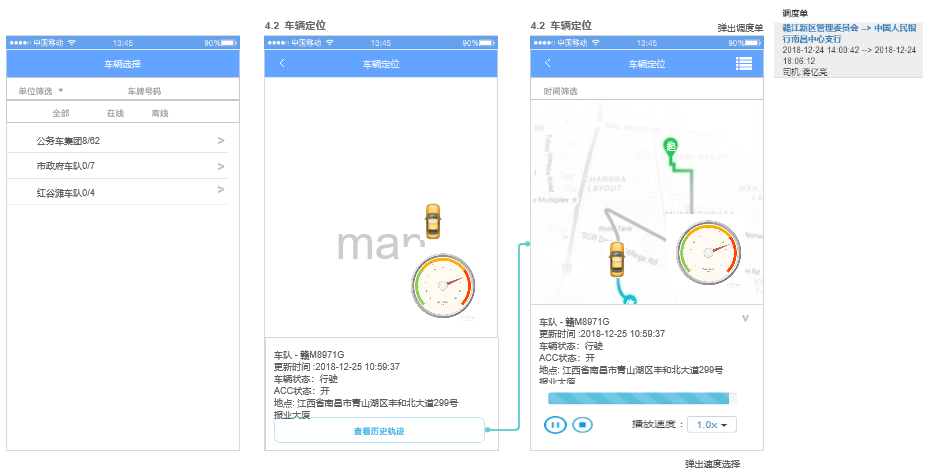 中国移动
13:45
90%
车辆选择
单位筛选
车牌号码
全部
在线
离线
公务车集团8/62
>
市政府车队0/7
>
红谷滩车队0/4
>
4.2 车辆定位
中国移动
13:45
90%
车辆定位
map
车队 - 赣M8971G
更新时间 :2018-12-25 10:59:37
车辆状态：行驶
ACC状态：开
地点: 江西省南昌市青山湖区丰和北大道299号
报业大厦
查看历史轨迹
4.2 车辆定位
弹出调度单
中国移动
13:45
90%
车辆定位
时间筛选
起
CHANDRA
LAYOUT
Multiplex
College Rd
车队 - 赣M8971G
v
更新时间 :2018-12-25 10:59:37
车辆状态：行驶
ACC状态：开
地点: 江西省南昌市青山湖区丰和北大道299号
报业大厦
播放速度：
1.0x
弹出速度选择
调度单
赣江新区管理委员会 --> 中国人民银
行南昌中心支行
2018-12-24 14:00:42 --> 2018-12-24
18:06:12
司机: 蒋亿亮